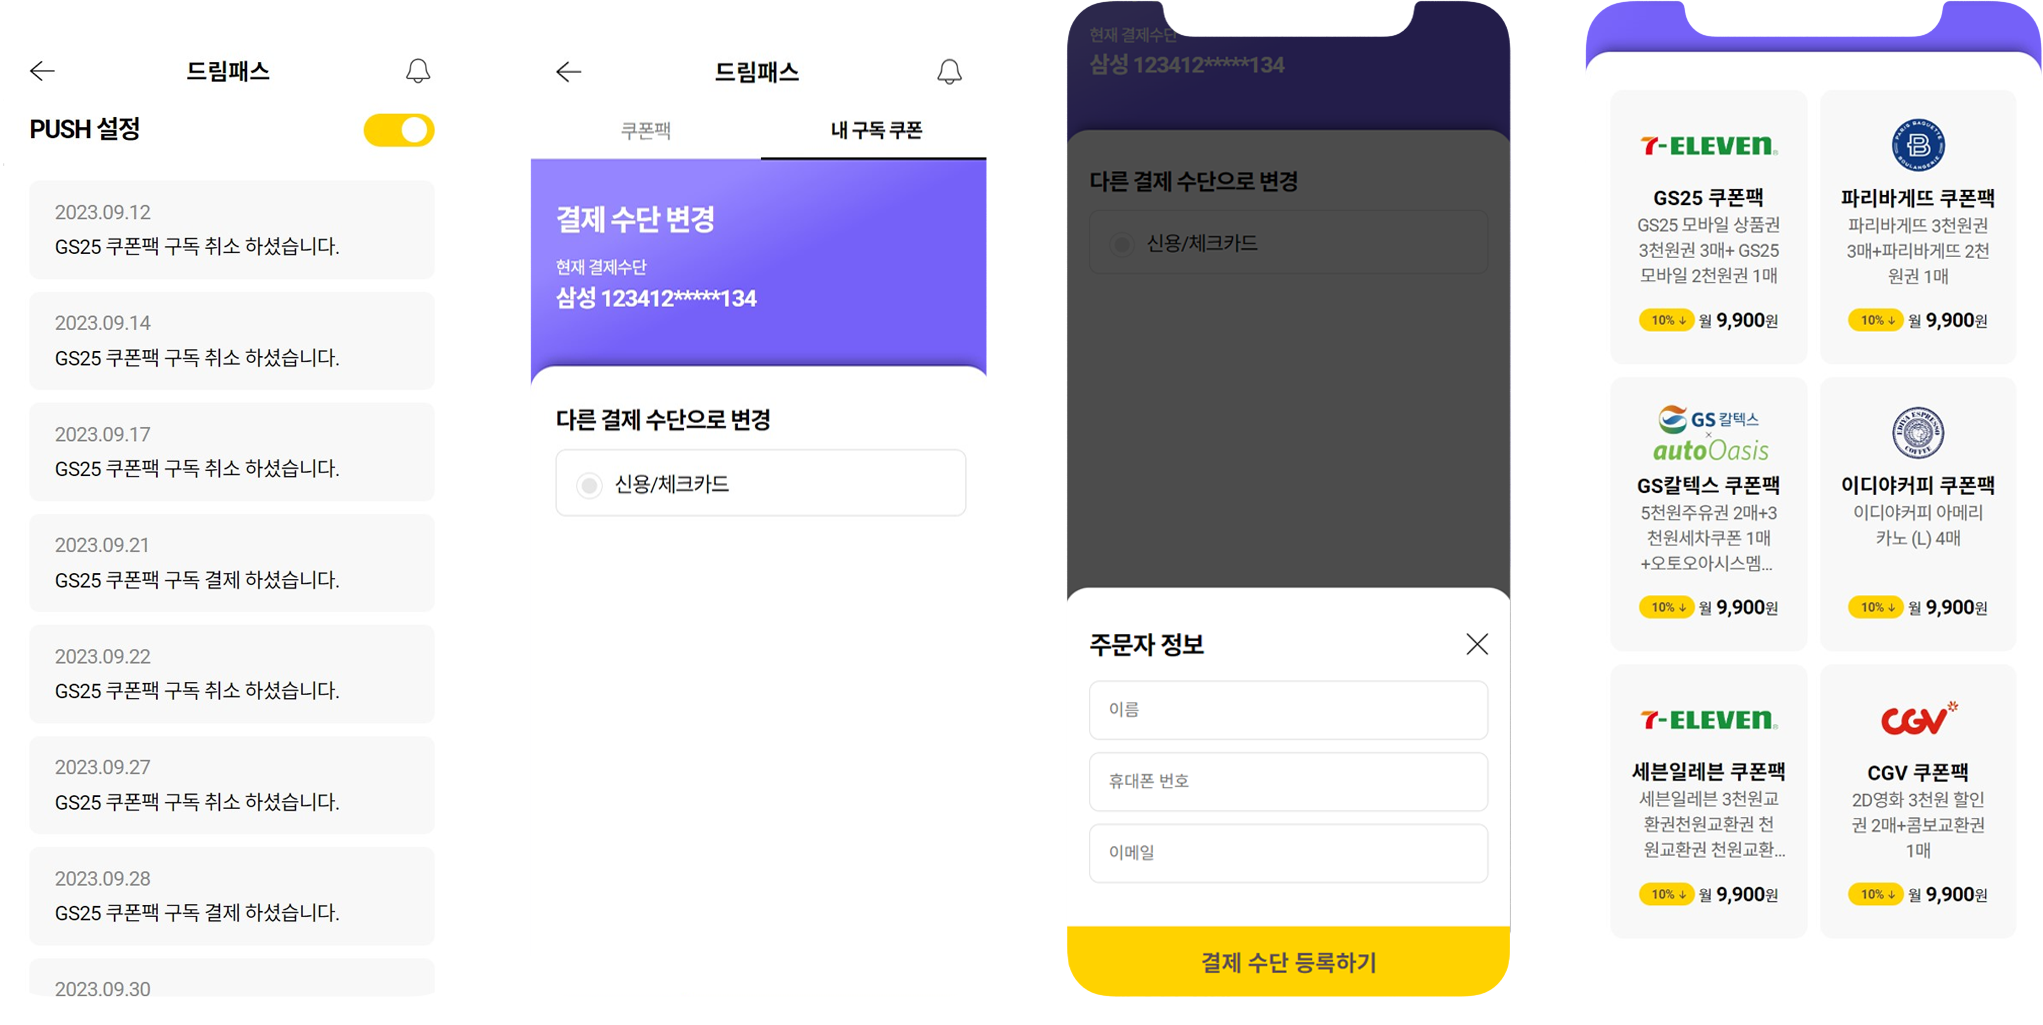 드림패스
PUSH 설정
2023.09.12
GS25 쿠폰팩 구독 취소 하셨습니다.
2023.09.14
GS25 쿠폰팩 구독 취소 하셨습니다.
2023.09.17
GS25 쿠폰팩 구독 취소 하셨습니다.
2023.09.21
GS25 쿠폰팩 구독 결제 하셨습니다.
2023.09.22
GS25 쿠폰팩 구독 취소 하셨습니다.
2023.09.27
GS25 쿠폰팩 구독 취소 하셨습니다.
2023.09.28
GS25 쿠폰팩 구독 결제 하셨습니다.
2023.09.30
드림패스
쿠폰팩
내 구독 쿠폰
결제 수단 변경
현재 결제수단
삼성 123412*****134
다른 결제 수단으로 변경
신용/체크카드
현재 결제수단
삼성 123412*****134
다른 결제 수단으로 변경
신용/체크카드
주문자 정보
이름
휴대폰 번호
이메일
결제 수단 등록하기
7-ELEVEn
GS25 쿠폰팩
GS25 모바일 상품권
3천원권 3매+ GS25
모바일 2천원권 1매
10% ↓ 월 9,900원
PARIS BAGUETTE
B
BOULANGERIE
파리바게뜨 쿠폰팩
파리바게뜨 3천원권
3매+파리바게뜨 2천
원권 1매
10% ↓ 월 9,900원
GS 칼텍스
×
autoOasis
GS칼텍스 쿠폰팩
5천원주유권 2매+3
천원세차쿠폰 1매
+오토오아시스멤...
10% ↓ 월 9,900원
EDIYA ESPRESSO
COFFEE
이디야커피 쿠폰팩
이디야커피 아메리
카노 (L) 4매
10% ↓ 월 9,900원
7-ELEVEn
세븐일레븐 쿠폰팩
세븐일레븐 3천원교
환권천원교환권 천
원교환권 천원교환...
10% ↓ 월 9,900원
CGV
CGV 쿠폰팩
2D영화 3천원 할인
권 2매+콤보교환권
1매
10% ↓ 월 9,900원